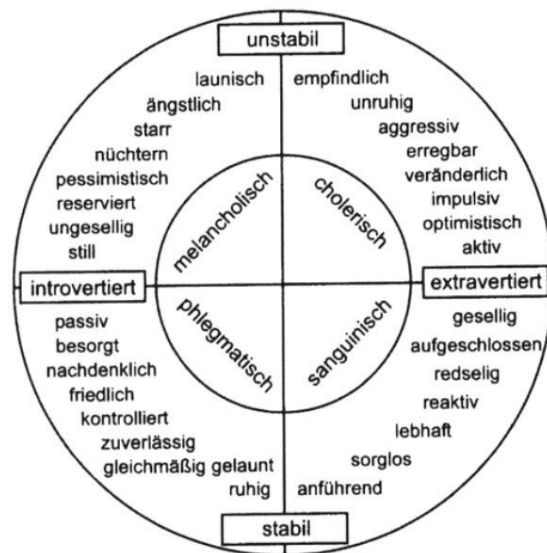 unstabil
launisch
empfindlich
ängstlich
unruhig
starr
aggressiv
nüchtern
erregbar
pessimistisch
veränderlich
reserviert
impulsiv
ungesellig
optimistisch
still
aktiv
melancholisch
cholerisch
introvertiert
extravertiert
phlegmatisch
sanguinisch
passiv
gesellig
besorgt
aufgeschlossen
nachdenklich
redselig
friedlich
reaktiv
kontrolliert
lebhaft
zuverlässig
sorglos
gleichmäßig gelaunt
ruhig
anführend
stabil